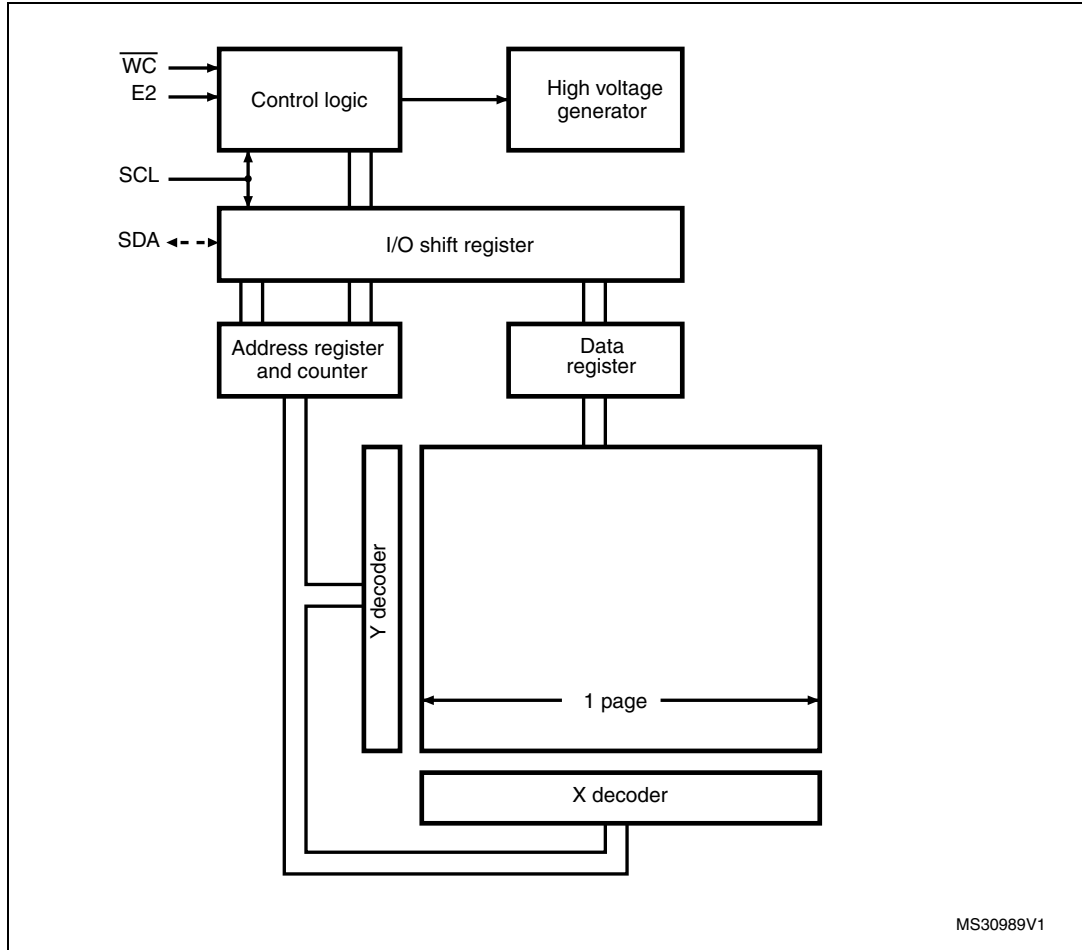 W̅C̅
E2
Control logic
High voltage
generator
SCL
SDA
I/O shift register
Address register
and counter
Data
register
Y decoder
1 page
X decoder
MS30989V1